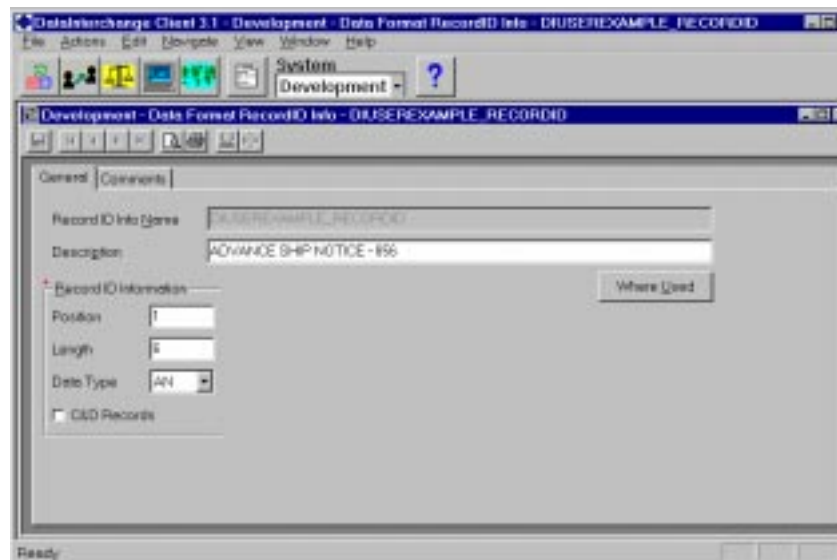 DataInterchange Client 3.1 - Development - Data Format RecordID Info - DIUSEREXAMPLE_RECORDID
File Actions Edit Navigate View Window Help
System
Development
?
Development - Data Format RecordID Info - DIUSEREXAMPLE_RECORDID
General Comments
Record ID Info Name DIUSEREXAMPLE_RECORDID
Description ADVANCE SHIP NOTICE - 856
* Record ID Information Where Used
Position 1
Length
Data Type AN
C&D Records
Ready